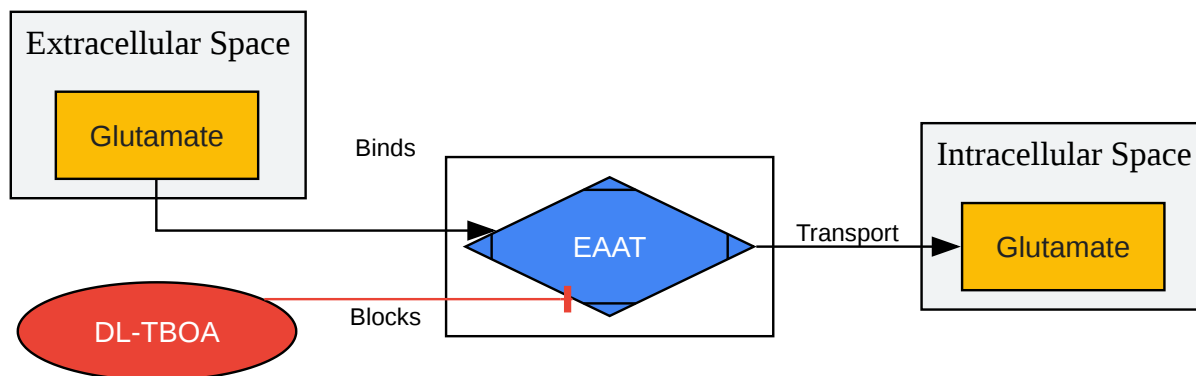 Extracellular Space
Glutamate
Binds
Intracellular Space
EAAT
Transport
Glutamate
Blocks
DL-TBOA